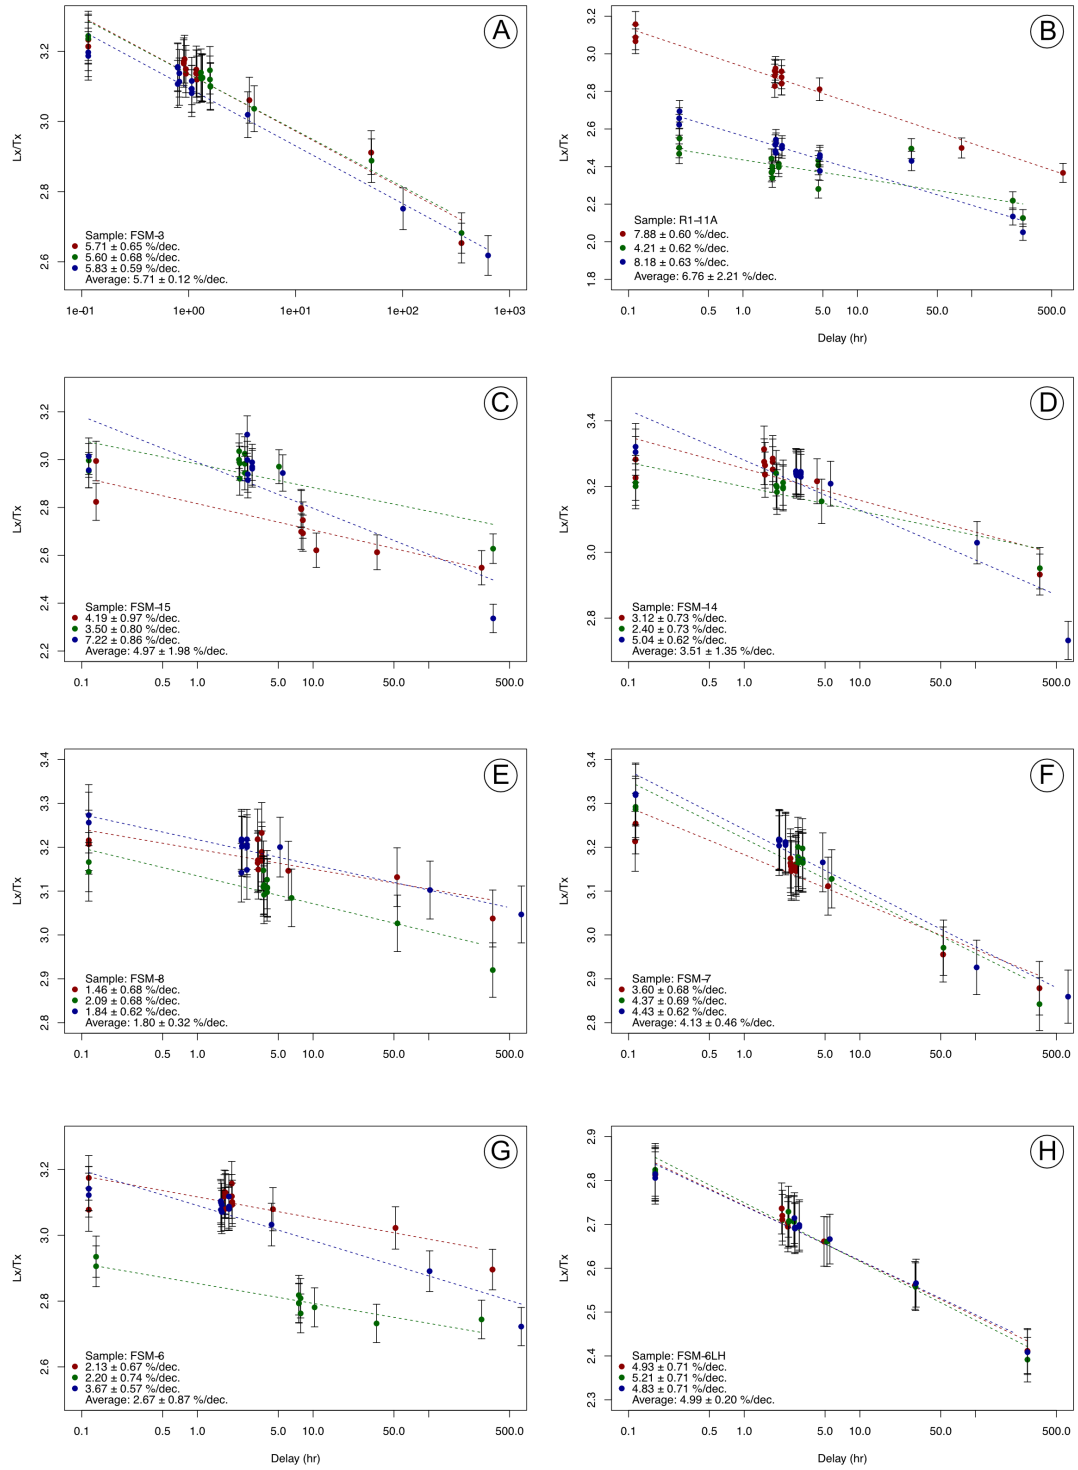 A
Lx/Tx
3.2
3.0
2.8
2.6
Sample: FSM-3
5.71 ± 0.65 %/dec.
5.60 ± 0.68 %/dec.
5.83 ± 0.59 %/dec.
Average: 5.71 ± 0.12 %/dec.
1e-01 1e+00 1e+01 1e+02 1e+03
B
Lx/Tx
3.2
3.0
2.8
2.6
2.4
2.2
2.0
1.8
Sample: R1-11A
7.88 ± 0.60 %/dec.
4.21 ± 0.62 %/dec.
8.18 ± 0.63 %/dec.
Average: 6.76 ± 2.21 %/dec.
0.1 0.5 1.0 5.0 10.0 50.0 500.0
Delay (hr)
C
Lx/Tx
3.2
3.0
2.8
2.6
2.4
2.2
Sample: FSM-15
4.19 ± 0.97 %/dec.
3.50 ± 0.80 %/dec.
7.22 ± 0.86 %/dec.
Average: 4.97 ± 1.98 %/dec.
0.1 0.5 1.0 5.0 10.0 50.0 500.0
D
Lx/Tx
3.4
3.2
3.0
2.8
Sample: FSM-14
3.12 ± 0.73 %/dec.
2.40 ± 0.73 %/dec.
5.04 ± 0.62 %/dec.
Average: 3.51 ± 1.35 %/dec.
0.1 0.5 1.0 5.0 10.0 50.0 500.0
E
Lx/Tx
3.4
3.3
3.2
3.1
3.0
2.9
2.8
Sample: FSM-8
1.46 ± 0.68 %/dec.
2.09 ± 0.68 %/dec.
1.84 ± 0.62 %/dec.
Average: 1.80 ± 0.32 %/dec.
0.1 0.5 1.0 5.0 10.0 50.0 500.0
F
Lx/Tx
3.4
3.3
3.2
3.1
3.0
2.9
2.8
Sample: FSM-7
3.60 ± 0.68 %/dec.
4.37 ± 0.69 %/dec.
4.43 ± 0.62 %/dec.
Average: 4.13 ± 0.46 %/dec.
0.1 0.5 1.0 5.0 10.0 50.0 500.0
G
Lx/Tx
3.2
3.0
2.8
2.6
Sample: FSM-6
2.13 ± 0.67 %/dec.
2.20 ± 0.74 %/dec.
3.67 ± 0.57 %/dec.
Average: 2.67 ± 0.87 %/dec.
0.1 0.5 1.0 5.0 10.0 50.0 500.0
Delay (hr)
H
Lx/Tx
2.9
2.8
2.7
2.6
2.5
2.4
2.3
Sample: FSM-6LH
4.93 ± 0.71 %/dec.
5.21 ± 0.71 %/dec.
4.83 ± 0.71 %/dec.
Average: 4.99 ± 0.20 %/dec.
0.1 0.5 1.0 5.0 10.0 50.0 500.0
Delay (hr)